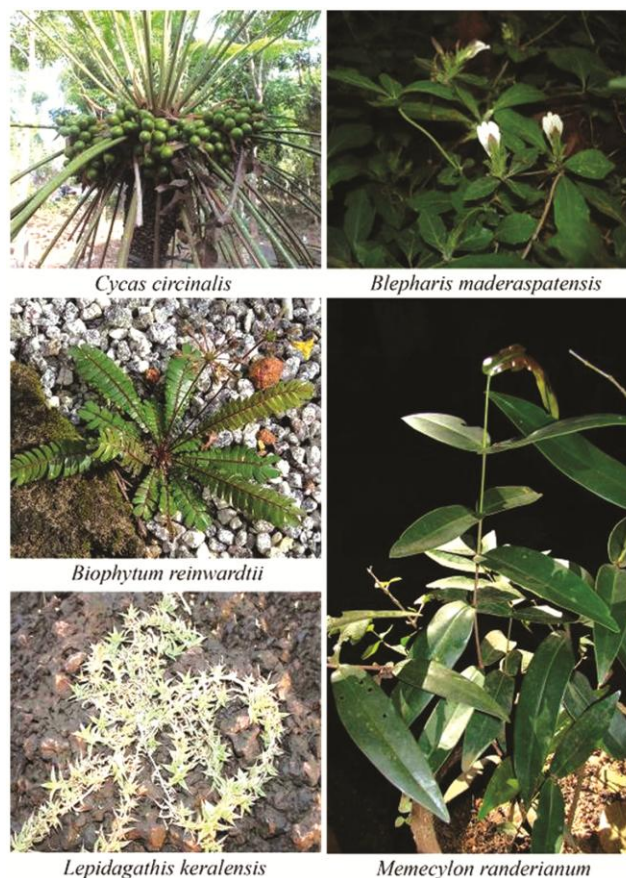 Cycas circinalis
Blepharis maderaspatensis
Biophytum reinwardtii
Lepidagathis keralensis
Memecylon randerianum